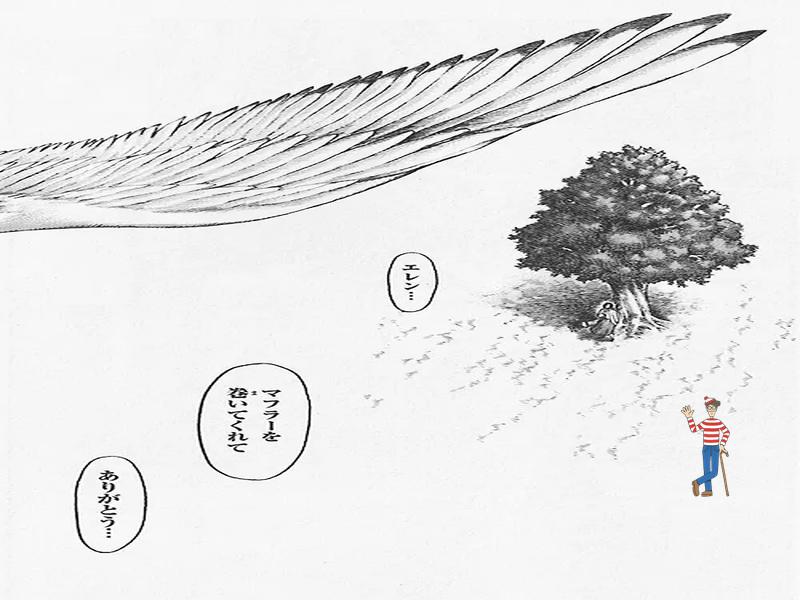 エレン…
マフラーを
巻いてくれて
ありがとう…